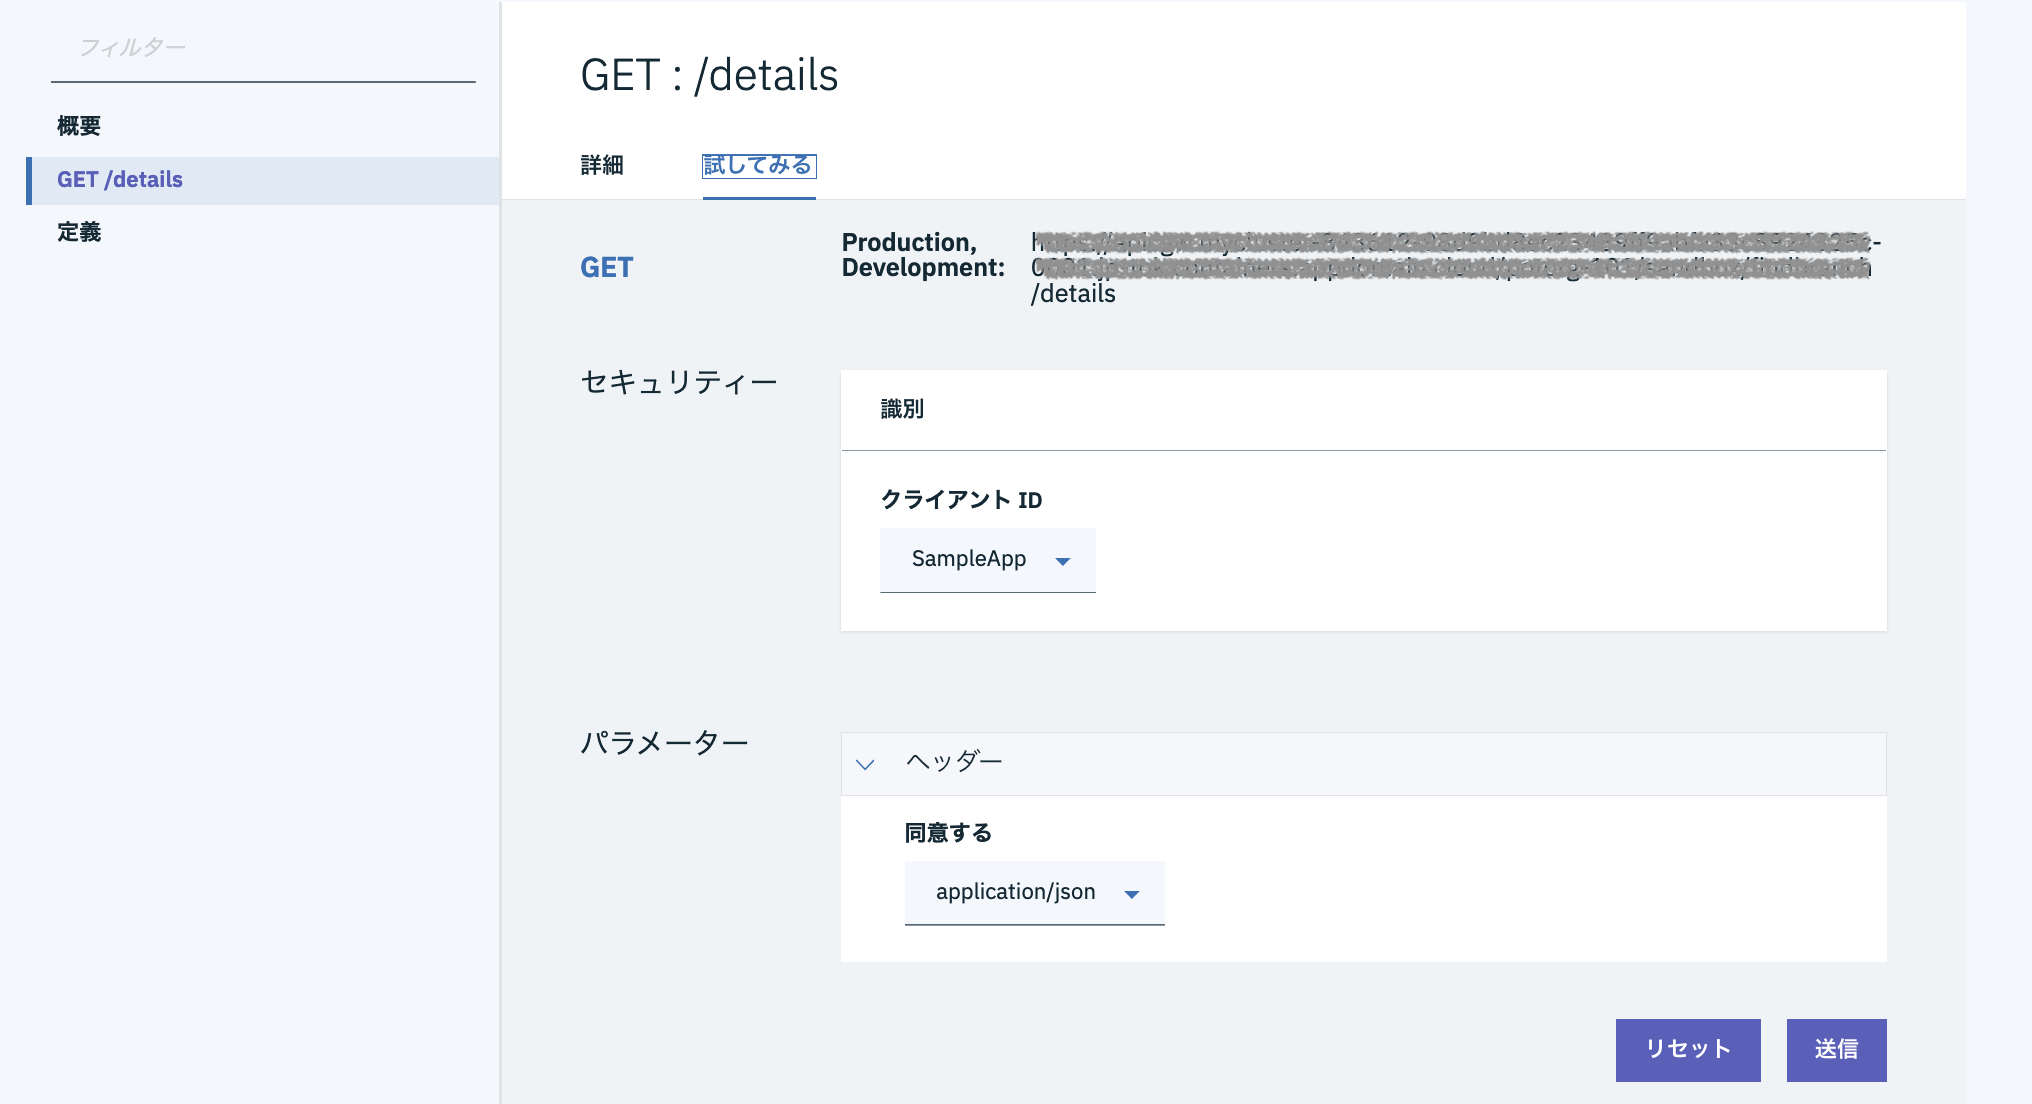 フィルター
概要
GET /details
定義
GET : /details
詳細
試してみる
GET
Production,
Development:
/details
セキュリティー
識別
クライアント ID
SampleApp
パラメーター
ヘッダー
同意する
application/json
リセット
送信